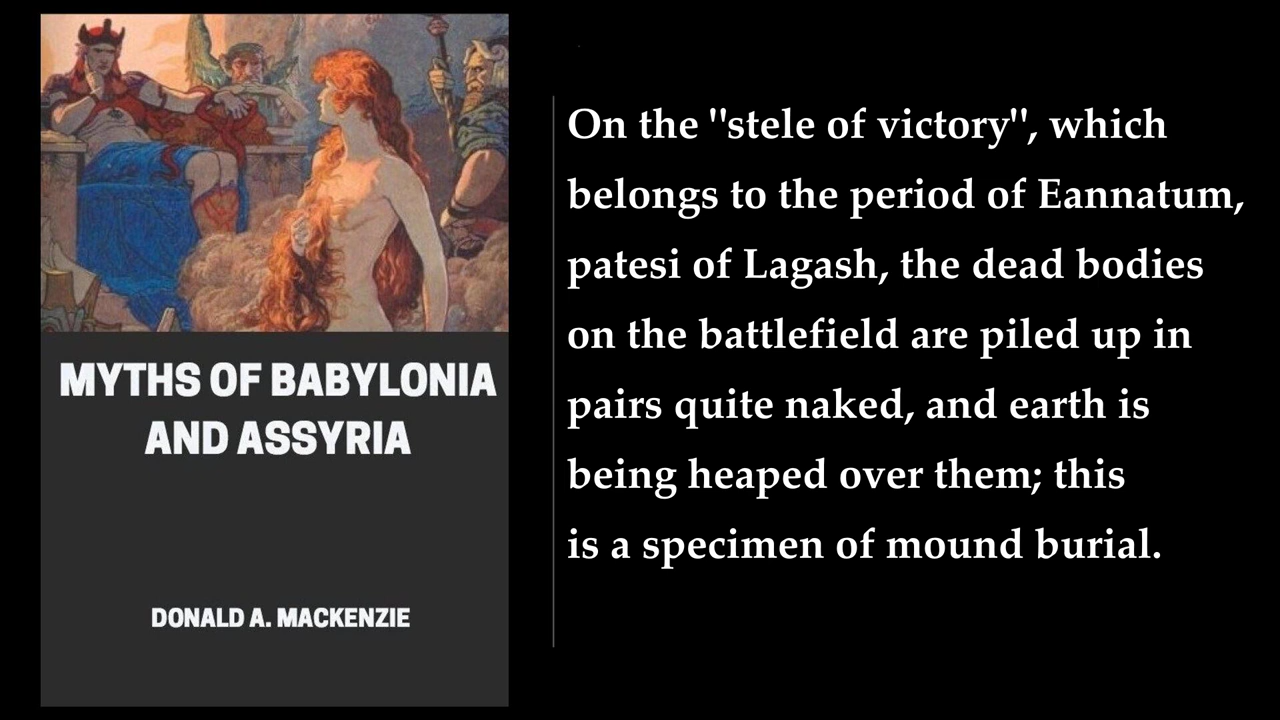 MYTHS OF BABYLONIA
AND ASSYRIA
DONALD A. MACKENZIE
On the "stele of victory", which
belongs to the period of Eannatum,
patesi of Lagash, the dead bodies
on the battlefield are piled up in
pairs quite naked, and earth is
being heaped over them; this
is a specimen of mound burial.